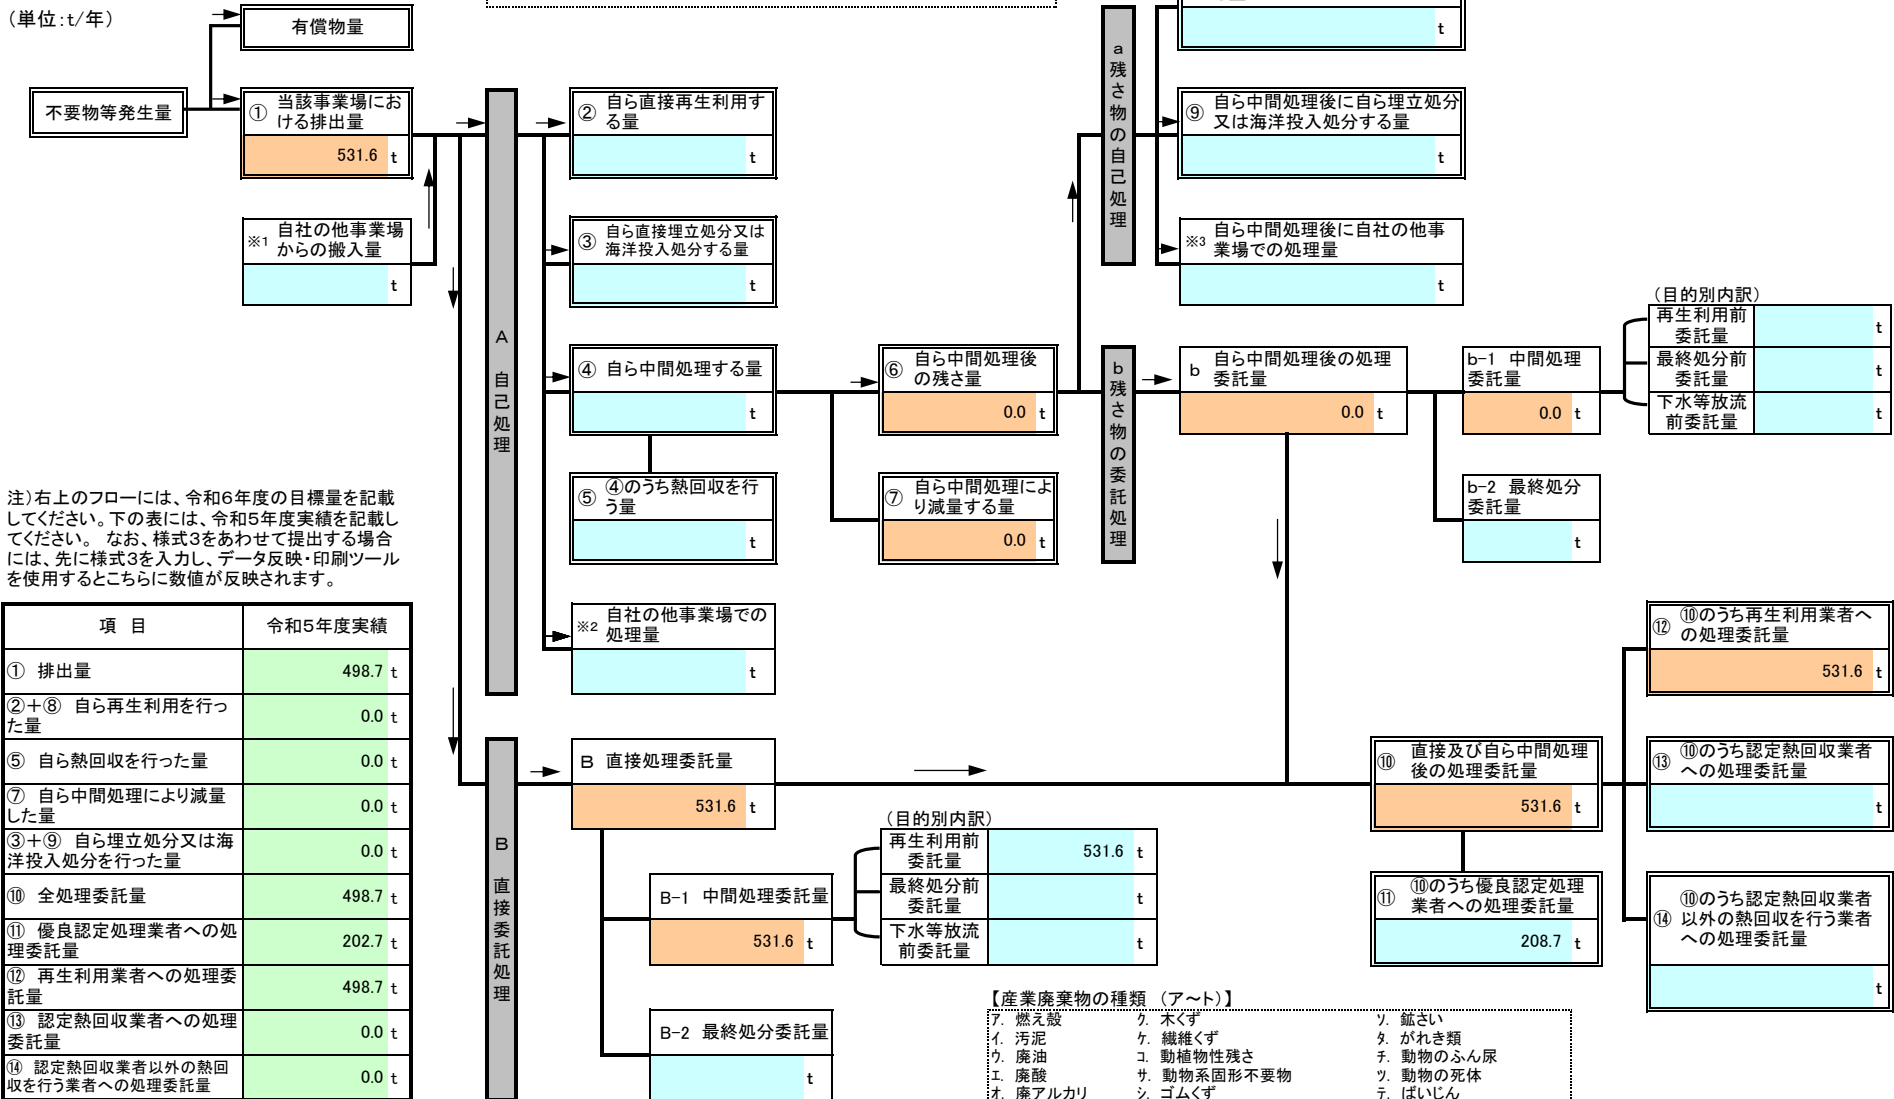 （単位:t/年）
有償物量
不要物等発生量
① 当該事業場にお
ける排出量
531.6 t
※1 自社の他事業場
からの搬入量
t
A 自己処理
② 自ら直接再生利用す
る量
t
③ 自ら直接埋立処分又は
海洋投入処分する量
t
④ 自ら中間処理する量
t
⑤ ④のうち熱回収を行
う量
t
※2 自社の他事業場での
処理量
t
⑥ 自ら中間処理後
の残さ量
0.0 t
⑦ 自ら中間処理によ
り減量する量
0.0 t
a 残さ物の自己処理
t
⑨ 自ら中間処理後に自ら埋立処分
又は海洋投入処分する量
t
※3 自ら中間処理後に自社の他事
業場での処理量
t
b 残さ物の委託処理
b 自ら中間処理後の処理
委託量
0.0 t
b-1 中間処理
委託量
0.0 t
（目的別内訳）
再生利用前
委託量
t
最終処分前
委託量
t
下水等放流
前委託量
t
b-2 最終処分
委託量
t
注）右上のフローには、令和6年度の目標量を記載
してください。下の表には、令和5年度実績を記載し
てください。 なお、様式3をあわせて提出する場合
には、先に様式3を入力し、データ反映・印刷ツール
を使用するとこちらに数値が反映されます。
項 目 令和5年度実績
① 排出量 498.7 t
②＋⑧ 自ら再生利用を行っ
た量 0.0 t
⑤ 自ら熱回収を行った量 0.0 t
⑦ 自ら中間処理により減量
した量 0.0 t
③＋⑨ 自ら埋立処分又は海
洋投入処分を行った量 0.0 t
⑩ 全処理委託量 498.7 t
⑪ 優良認定処理業者への処
理委託量 202.7 t
⑫ 再生利用業者への処理委
託量 498.7 t
⑬ 認定熱回収業者への処理
委託量 0.0 t
⑭ 認定熱回収業者以外の熱回
収を行う業者への処理委託量 0.0 t
B 直接委託処理
B 直接処理委託量
531.6 t
B-1 中間処理委託量
531.6 t
（目的別内訳）
再生利用前
委託量
531.6 t
最終処分前
委託量
t
下水等放流
前委託量
t
B-2 最終処分委託量
t
⑩ 直接及び自ら中間処理
後の処理委託量
531.6 t
⑪ ⑩のうち優良認定処理
業者への処理委託量
208.7 t
⑫ ⑩のうち再生利用業者へ
の処理委託量
531.6 t
⑬ ⑩のうち認定熱回収業者
への処理委託量
t
⑭ ⑩のうち認定熱回収業者
以外の熱回収を行う業者
への処理委託量
t
【産業廃棄物の種類 （ア～ト）】
ア. 燃え殻 ク. 木くず ソ. 鉱さい
イ. 汚泥 ケ. 繊維くず タ. がれき類
ウ. 廃油 コ. 動植物性残さ チ. 動物のふん尿
エ. 廃酸 サ. 動物系固形不要物 ツ. 動物の死体
オ. 廃アルカリ シ. ゴムくず テ. ばいじん